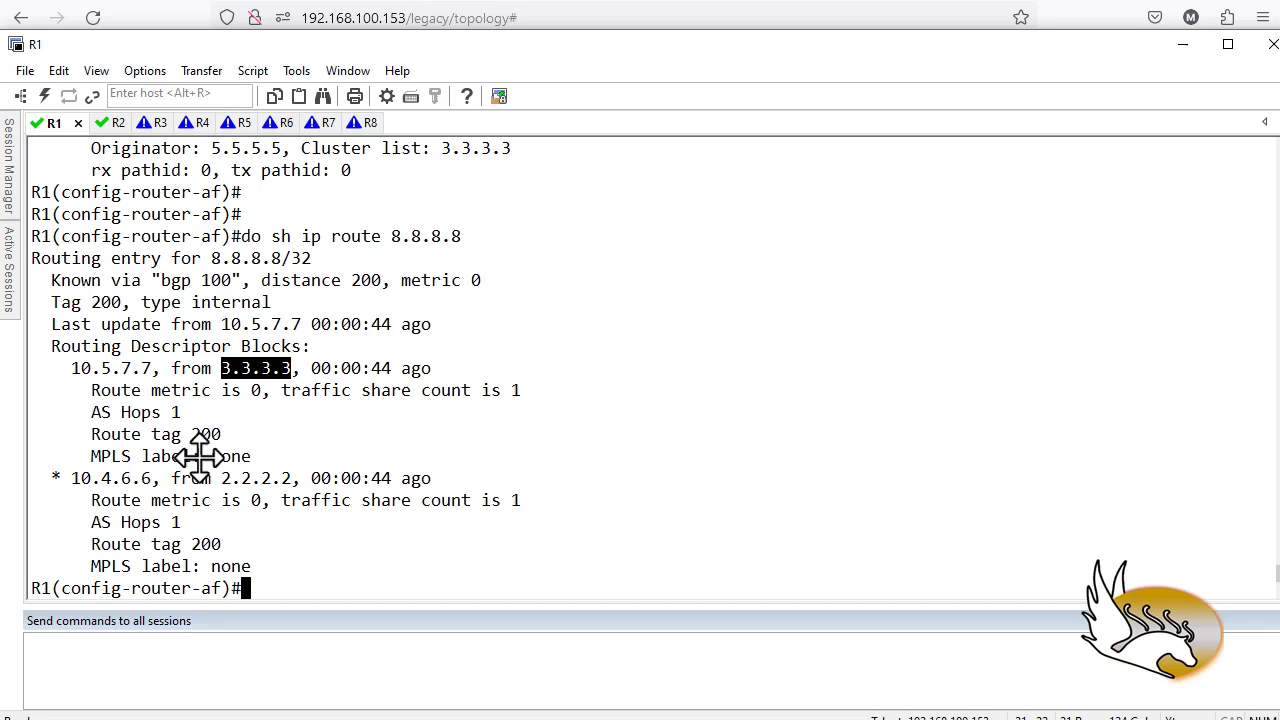 192.168.100.153/legacy/topology#
M
R1
File Edit View Options Transfer Script Tools Window Help
Enter host <Alt+R>
R1 R2 R3 R4 R5 R6 R7 R8
Session Manager
Active Sessions
Originator: 5.5.5.5, Cluster list: 3.3.3.3
rx pathid: 0, tx pathid: 0
R1(config-router-af)#
R1(config-router-af)#
R1(config-router-af)#do sh ip route 8.8.8.8
Routing entry for 8.8.8.8/32
Known via "bgp 100", distance 200, metric 0
Tag 200, type internal
Last update from 10.5.7.7 00:00:44 ago
Routing Descriptor Blocks:
10.5.7.7, from 3.3.3.3, 00:00:44 ago
Route metric is 0, traffic share count is 1
AS Hops 1
Route tag 200
MPLS label: none
* 10.4.6.6, from 2.2.2.2, 00:00:44 ago
Route metric is 0, traffic share count is 1
AS Hops 1
Route tag 200
MPLS label: none
R1(config-router-af)#
Send commands to all sessions